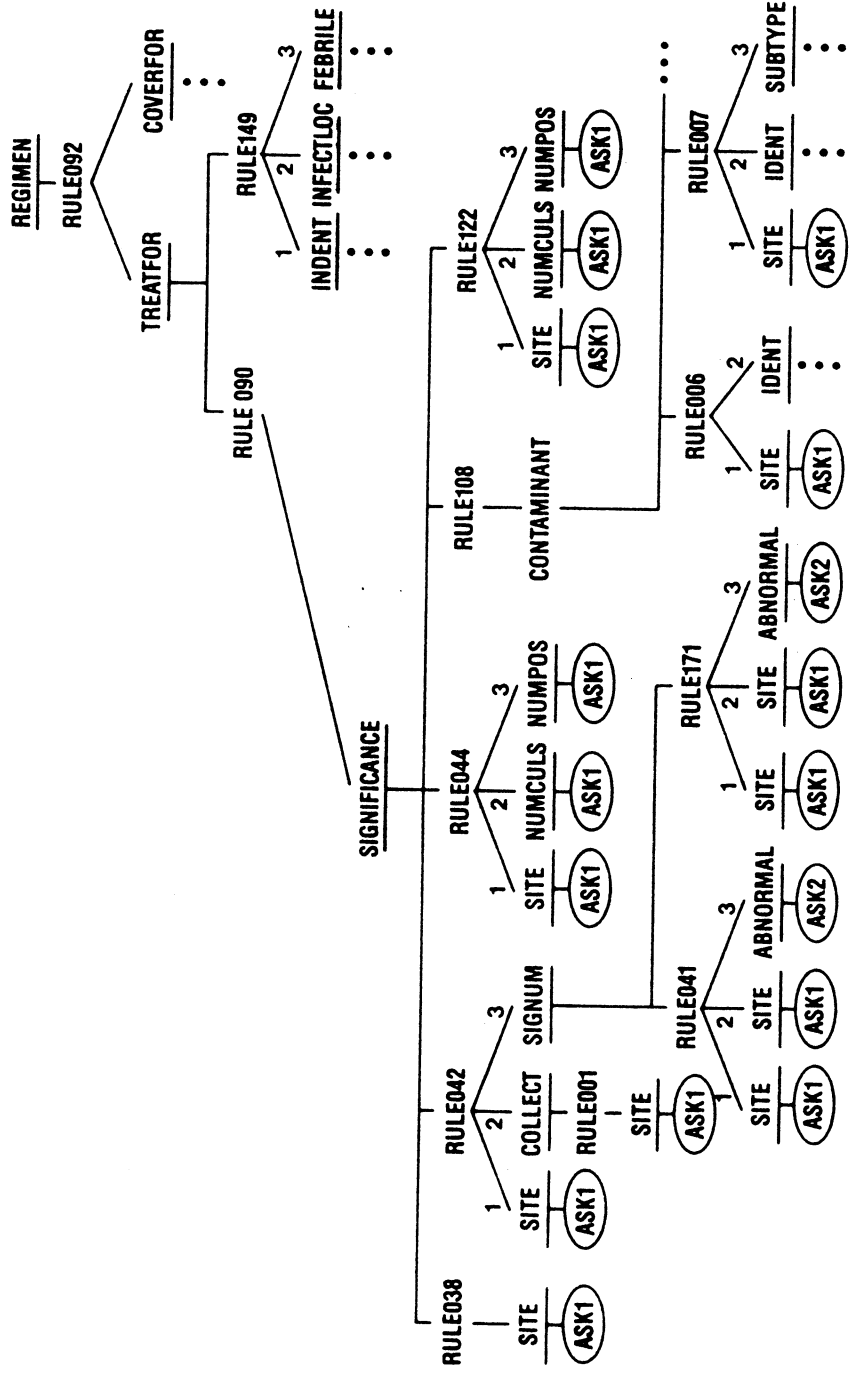 REGIMEN
RULE092
TREATFOR COVERFOR
RULE 090 RULE149
1 2 3
INDENT INFECTLOC FEBRILE
SIGNIFICANCE
RULE038 RULE042 RULE044 RULE108 RULE122
1 2 3 1 2 3 1 2 3
SITE SITE COLLECT SIGNUM SITE NUMCULS NUMPOS CONTAMINANT SITE NUMCULS NUMPOS
ASK1 ASK1 RULE001 ASK1 ASK1 ASK1 ASK1 ASK1 ASK1
SITE
ASK1
RULE041 RULE171 RULE006 RULE007
1 2 3 1 2 3 1 2 1 2 3
SITE SITE ABNORMAL SITE SITE ABNORMAL SITE IDENT SITE IDENT SUBTYPE
ASK1 ASK1 ASK2 ASK1 ASK1 ASK2 ASK1 ASK1